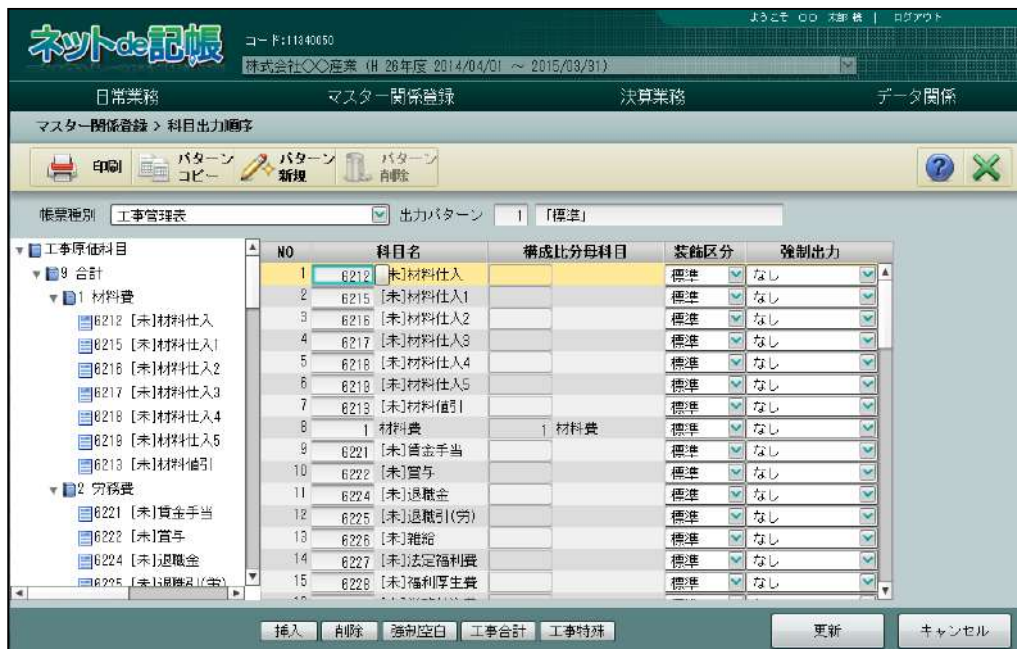 ようこそ 〇〇 太郎 様 | ログアウト
ネットde記帳
コード:11340050
株式会社〇〇産業 (H 26年度 2014/04/01 ～ 2015/03/31)
日常業務 マスター関係登録 決算業務 データ関係
マスター関係登録 > 科目出力順序
印刷 パターンコピー パターン新規 パターン削除
帳票種別 工事管理表 出力パターン 1 「標準」
工事原価科目
9 合計
1 材料費
6212 [未]材料仕入
6215 [未]材料仕入1
6216 [未]材料仕入2
6217 [未]材料仕入3
6218 [未]材料仕入4
6219 [未]材料仕入5
6213 [未]材料値引
2 労務費
6221 [未]賃金手当
6222 [未]賞与
6224 [未]退職金
6225 [未]退職引(労)
NO 科目名 構成比分母科目 装飾区分 強制出力
1 6212 [未]材料仕入 標準 なし
2 6215 [未]材料仕入1 標準 なし
3 6216 [未]材料仕入2 標準 なし
4 6217 [未]材料仕入3 標準 なし
5 6218 [未]材料仕入4 標準 なし
6 6219 [未]材料仕入5 標準 なし
7 6213 [未]材料値引 標準 なし
8 1 材料費 1 材料費 標準 なし
9 6221 [未]賃金手当 標準 なし
10 6222 [未]賞与 標準 なし
11 6224 [未]退職金 標準 なし
12 6225 [未]退職引(労) 標準 なし
13 6226 [未]雑給 標準 なし
14 6227 [未]法定福利費 標準 なし
15 6228 [未]福利厚生費 標準 なし
挿入 削除 強制空白 工事合計 工事特殊 更新 キャンセル